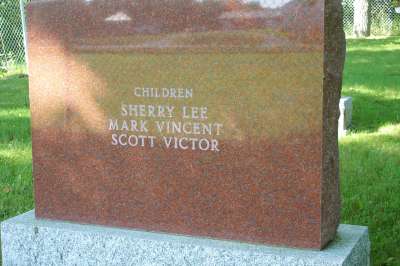 CHILDREN
SHERRY LEE
MARK VINCENT
SCOTT VICTOR